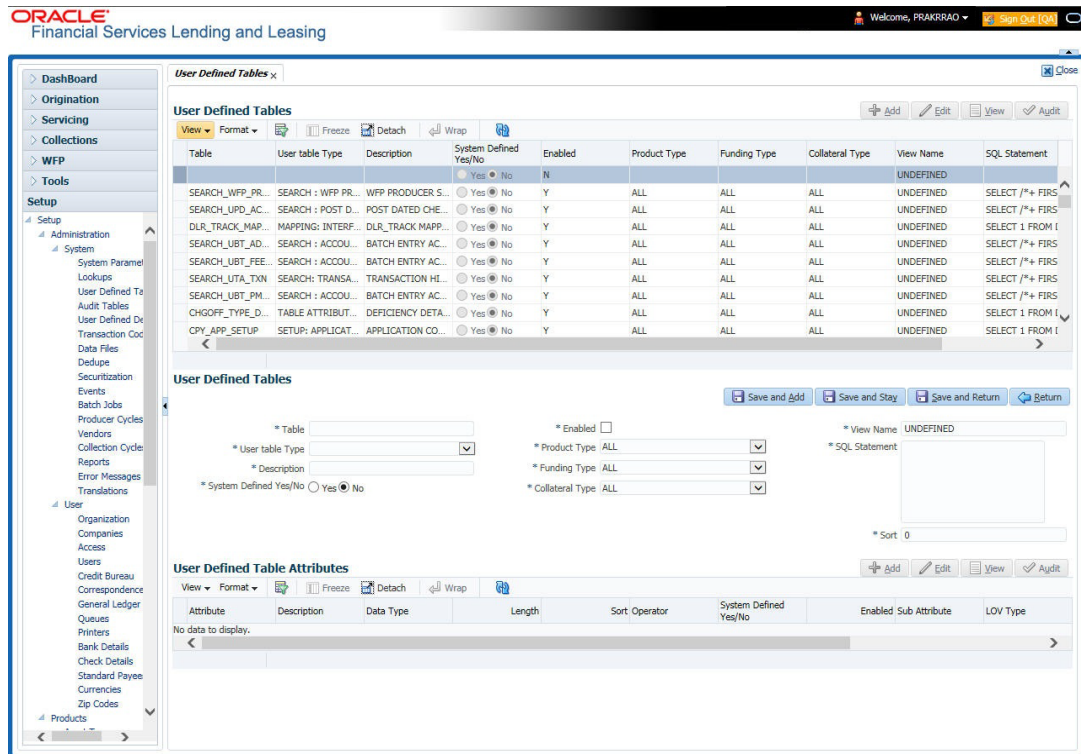 ORACLE
Financial Services Lending and Leasing
Welcome, PRAKRRAO
Sign Out [QA]
DashBoard
Origination
Servicing
Collections
WFP
Tools
Setup
Setup
Administration
System
System Paramet
Lookups
User Defined Ta
Audit Tables
User Defined De
Transaction Cod
Data Files
Dedupe
Securitization
Events
Batch Jobs
Producer Cycles
Vendors
Collection Cycle
Reports
Error Messages
Translations
User
Organization
Companies
Access
Users
Credit Bureau
Correspondence
General Ledger
Queues
Printers
Bank Details
Check Details
Standard Payee
Currencies
Zip Codes
Products
User Defined Tables x
Close
User Defined Tables
Add Edit View Audit
View Format Freeze Detach Wrap
Table User table Type Description System Defined Yes/No Enabled Product Type Funding Type Collateral Type View Name SQL Statement
Yes No N UNDEFINED
SEARCH_WFP_PR... SEARCH : WFP PR... WFP PRODUCER S... Yes No Y ALL ALL ALL UNDEFINED SELECT /*+ FIRS
SEARCH_UPD_AC... SEARCH : POST D... POST DATED CHE... Yes No Y ALL ALL ALL UNDEFINED SELECT /*+ FIRS
DLR_TRACK_MAP... MAPPING: INTERF... DLR_TRACK MAPP... Yes No Y ALL ALL ALL UNDEFINED SELECT 1 FROM
SEARCH_UBT_AD... SEARCH : ACCOU... BATCH ENTRY AC... Yes No Y ALL ALL ALL UNDEFINED SELECT /*+ FIRS
SEARCH_UBT_FEE... SEARCH : ACCOU... BATCH ENTRY AC... Yes No Y ALL ALL ALL UNDEFINED SELECT /*+ FIRS
SEARCH_UTA_TXN SEARCH: TRANSA... TRANSACTION HI... Yes No Y ALL ALL ALL UNDEFINED SELECT /*+ FIRS
SEARCH_UBT_PM... SEARCH : ACCOU... BATCH ENTRY AC... Yes No Y ALL ALL ALL UNDEFINED SELECT /*+ FIRS
CHGOFF_TYPE_D... TABLE ATTRIBUT... DEFICIENCY DETA... Yes No Y ALL ALL ALL UNDEFINED SELECT 1 FROM
CPY_APP_SETUP SETUP: APPLICAT... APPLICATION CO... Yes No Y ALL ALL ALL UNDEFINED SELECT 1 FROM
User Defined Tables
Save and Add Save and Stay Save and Return Return
* Table
* User table Type
* Description
* System Defined Yes/No Yes No
* Enabled
* Product Type ALL
* Funding Type ALL
* Collateral Type ALL
* View Name UNDEFINED
* SQL Statement
* Sort 0
User Defined Table Attributes
Add Edit View Audit
View Format Freeze Detach Wrap
Attribute Description Data Type Length Sort Operator System Defined Yes/No Enabled Sub Attribute LOV Type
No data to display.